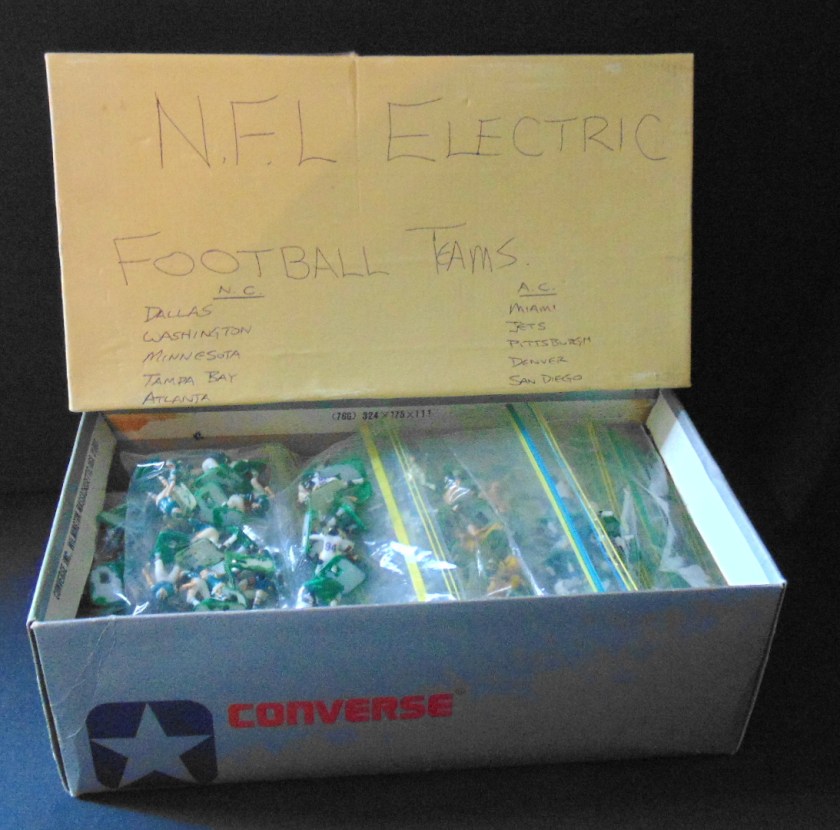 N.F.L ELECTRIC
FOOTBALL TEAMS.
N.C.
DALLAS
WASHINGTON
MINNESOTA
TAMPA BAY
ATLANTA
A.C.
MIAMI
JETS
PITTSBURGH
DENVER
SAN DIEGO
(766) 324×175×111
CONVERSE